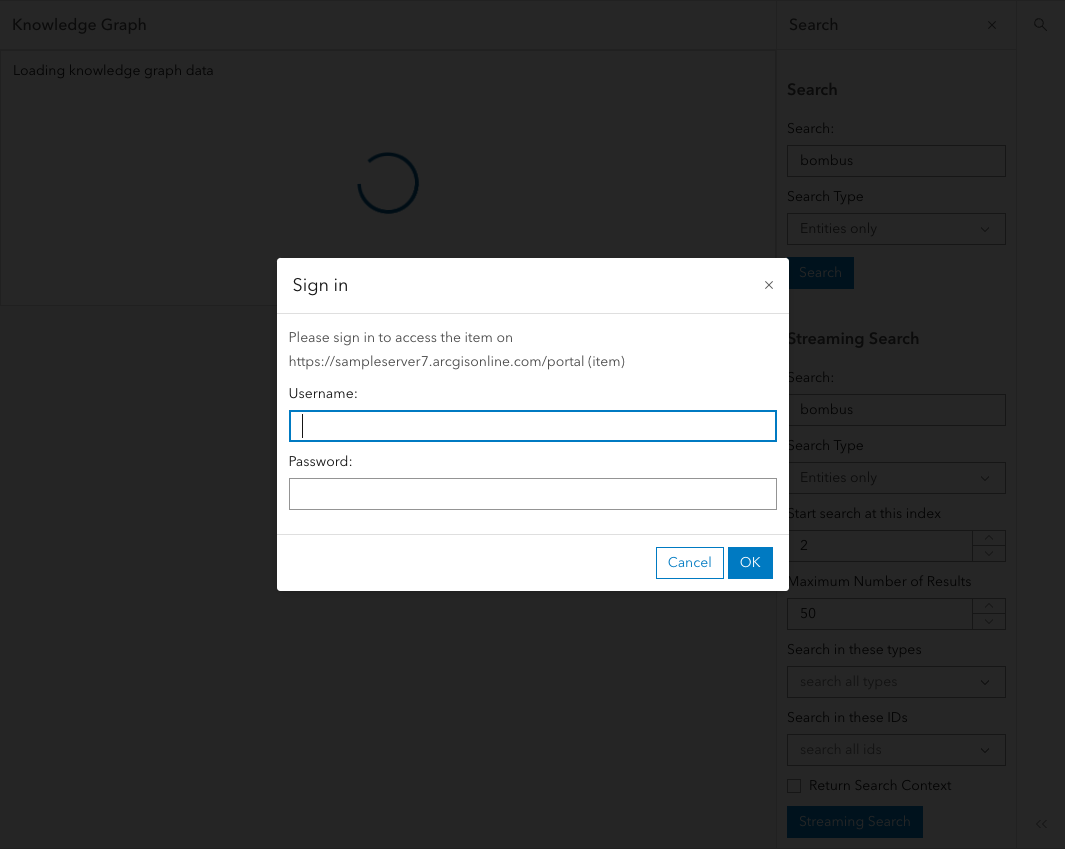 Knowledge Graph
Loading knowledge graph data
Search
Search
Search:
bombus
Search Type
Entities only
Search
Streaming Search
Search:
bombus
Search Type
Entities only
Start search at this index
2
Maximum Number of Results
50
Search in these types
search all types
Search in these IDs
search all ids
Return Search Context
Streaming Search
Sign in
Please sign in to access the item on
https://sampleserver7.arcgisonline.com/portal (item)
Username:
Password:
Cancel
OK